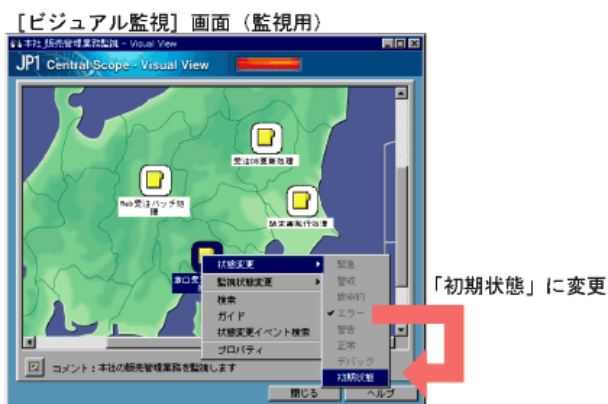 [ビジュアル監視] 画面（監視用）
本社_販売管理業務監視 - Visual View
JP1 Central Scope - Visual View
受注DB更新処理
Web受注バッチ処
理
請求書発行処理
窓口受
状態変更
監視状態変更
検索
ガイド
状態変更イベント検索
プロパティ
緊急
警戒
致命的
エラー
警告
正常
デバッグ
初期状態
「初期状態」に変更
コメント：本社の販売管理業務を監視します
閉じる
ヘルプ